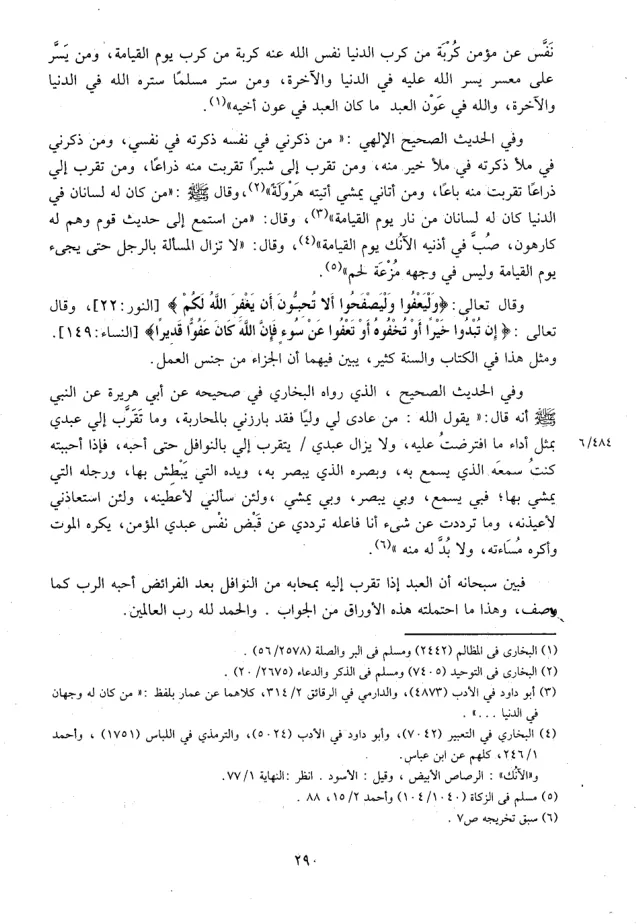 نَفَّس عن مؤمن كُرْبَة من كرب الدنيا نفس الله عنه كربة من كرب يوم القيامة، ومن يَسَّر
على معسر يسر الله عليه في الدنيا والآخرة، ومن ستر مسلمًا ستره الله في الدنيا
والآخرة، والله في عَوْن العبد ما كان العبد في عون أخيه»(١).
وفي الحديث الصحيح الإلهي :« من ذكرني في نفسه ذكرته في نفسي، ومن ذكرني
في ملأ ذكرته في ملأ خير منه، ومن تقرب إلى شبرًا تقربت منه ذراعًا، ومن تقرب إلي
ذراعًا تقربت منه باعًا، ومن أتاني يمشي أتيته هَرْوَلَةً»(٢)،وقال ﷺ :«من كان له لسانان في
الدنيا كان له لسانان من نار يوم القيامة»(٣)، وقال: «من استمع إلى حديث قوم وهم له
كارهون، صُبَّ في أذنيه الآنُك يوم القيامة»(٤)، وقال: «لا تزال المسألة بالرجل حتى يجىء
يوم القيامة وليس في وجهه مُزْعَة لحم»(٥).
وقال تعالى: ﴿وَلْيَعْفُوا وَلْيَصْفَحُوا أَلا تُحِبُّونَ أَن يَغْفِرَ اللَّهُ لَكُمْ ﴾ [النور:٢٢]، وقال
تعالى : ﴿ إِن تُبْدُوا خَيْرًا أَوْ تُخْفُوهُ أَوْ تَعْفُوا عَنْ سُوءٍ فَإِنَّ اللَّهَ كَانَ عَفُوًّا قَدِيرًا﴾ [النساء:١٤٩].
ومثل هذا في الكتاب والسنة كثير، يبين فيهما أن الجزاء من جنس العمل.
وفي الحديث الصحيح ، الذي رواه البخاري في صحيحه عن أبي هريرة عن النبي
ﷺ أنه قال:« يقول الله : من عادى لي وليًا فقد بارزني بالمحاربة، وما تَقَرَّب إلي عبدي
بمثل أداء ما افترضتُ عليه، ولا يزال عبدي / يتقرب إلي بالنوافل حتى أحبه، فإذا أحببته
٦/٤٨٤
كنتُ سمعَه الذي يسمع به، وبصره الذي يبصر به، ويده التي يَبْطِش بها، ورجله التي
يمشي بها؛ فبي يسمع، وبي يبصر، وبي يمشي ،ولئن سألني لأعطينه، ولئن استعاذني
لأعيذنه، وما ترددت عن شىء أنا فاعله ترددي عن قَبْض نفْس عبدي المؤمن، يكره الموت
وأكره مُسَاءته، ولا بُدَّ له منه »(٦).
فبين سبحانه أن العبد إذا تقرب إليه بمحابه من النوافل بعد الفرائض أحبه الرب كما
وصف، وهذا ما احتملته هذه الأوراق من الجواب . والحمد لله رب العالمين.
(١) البخارى فى المظالم (٢٤٤٢) ومسلم فى البر والصلة (٥٦/٢٥٧٨) .
(٢) البخارى في التوحيد (٧٤٠٥) ومسلم فى الذكر والدعاء (٢٠/٢٦٧٥) .
(٣) أبو داود في الأدب (٤٨٧٣)، والدارمي في الرقائق ٣١٤/٢، كلاهما عن عمار بلفظ :« من كان له وجهان
في الدنيا ...» .
(٤) البخاري في التعبير (٧٠٤٢)، وأبو داود في الأدب (٥٠٢٤)، والترمذي في اللباس (١٧٥١) ، وأحمد
٢٤٦/١، كلهم عن ابن عباس.
و«الآنُك» : الرصاص الأبيض ، وقيل : الأسود . انظر :النهاية ٧٧/١.
(٥) مسلم فى الزكاة (١٠٤/١٠٤٠) وأحمد ١٥/٢، ٨٨ .
(٦) سبق تخريجه ص٧ .
٢٩٠